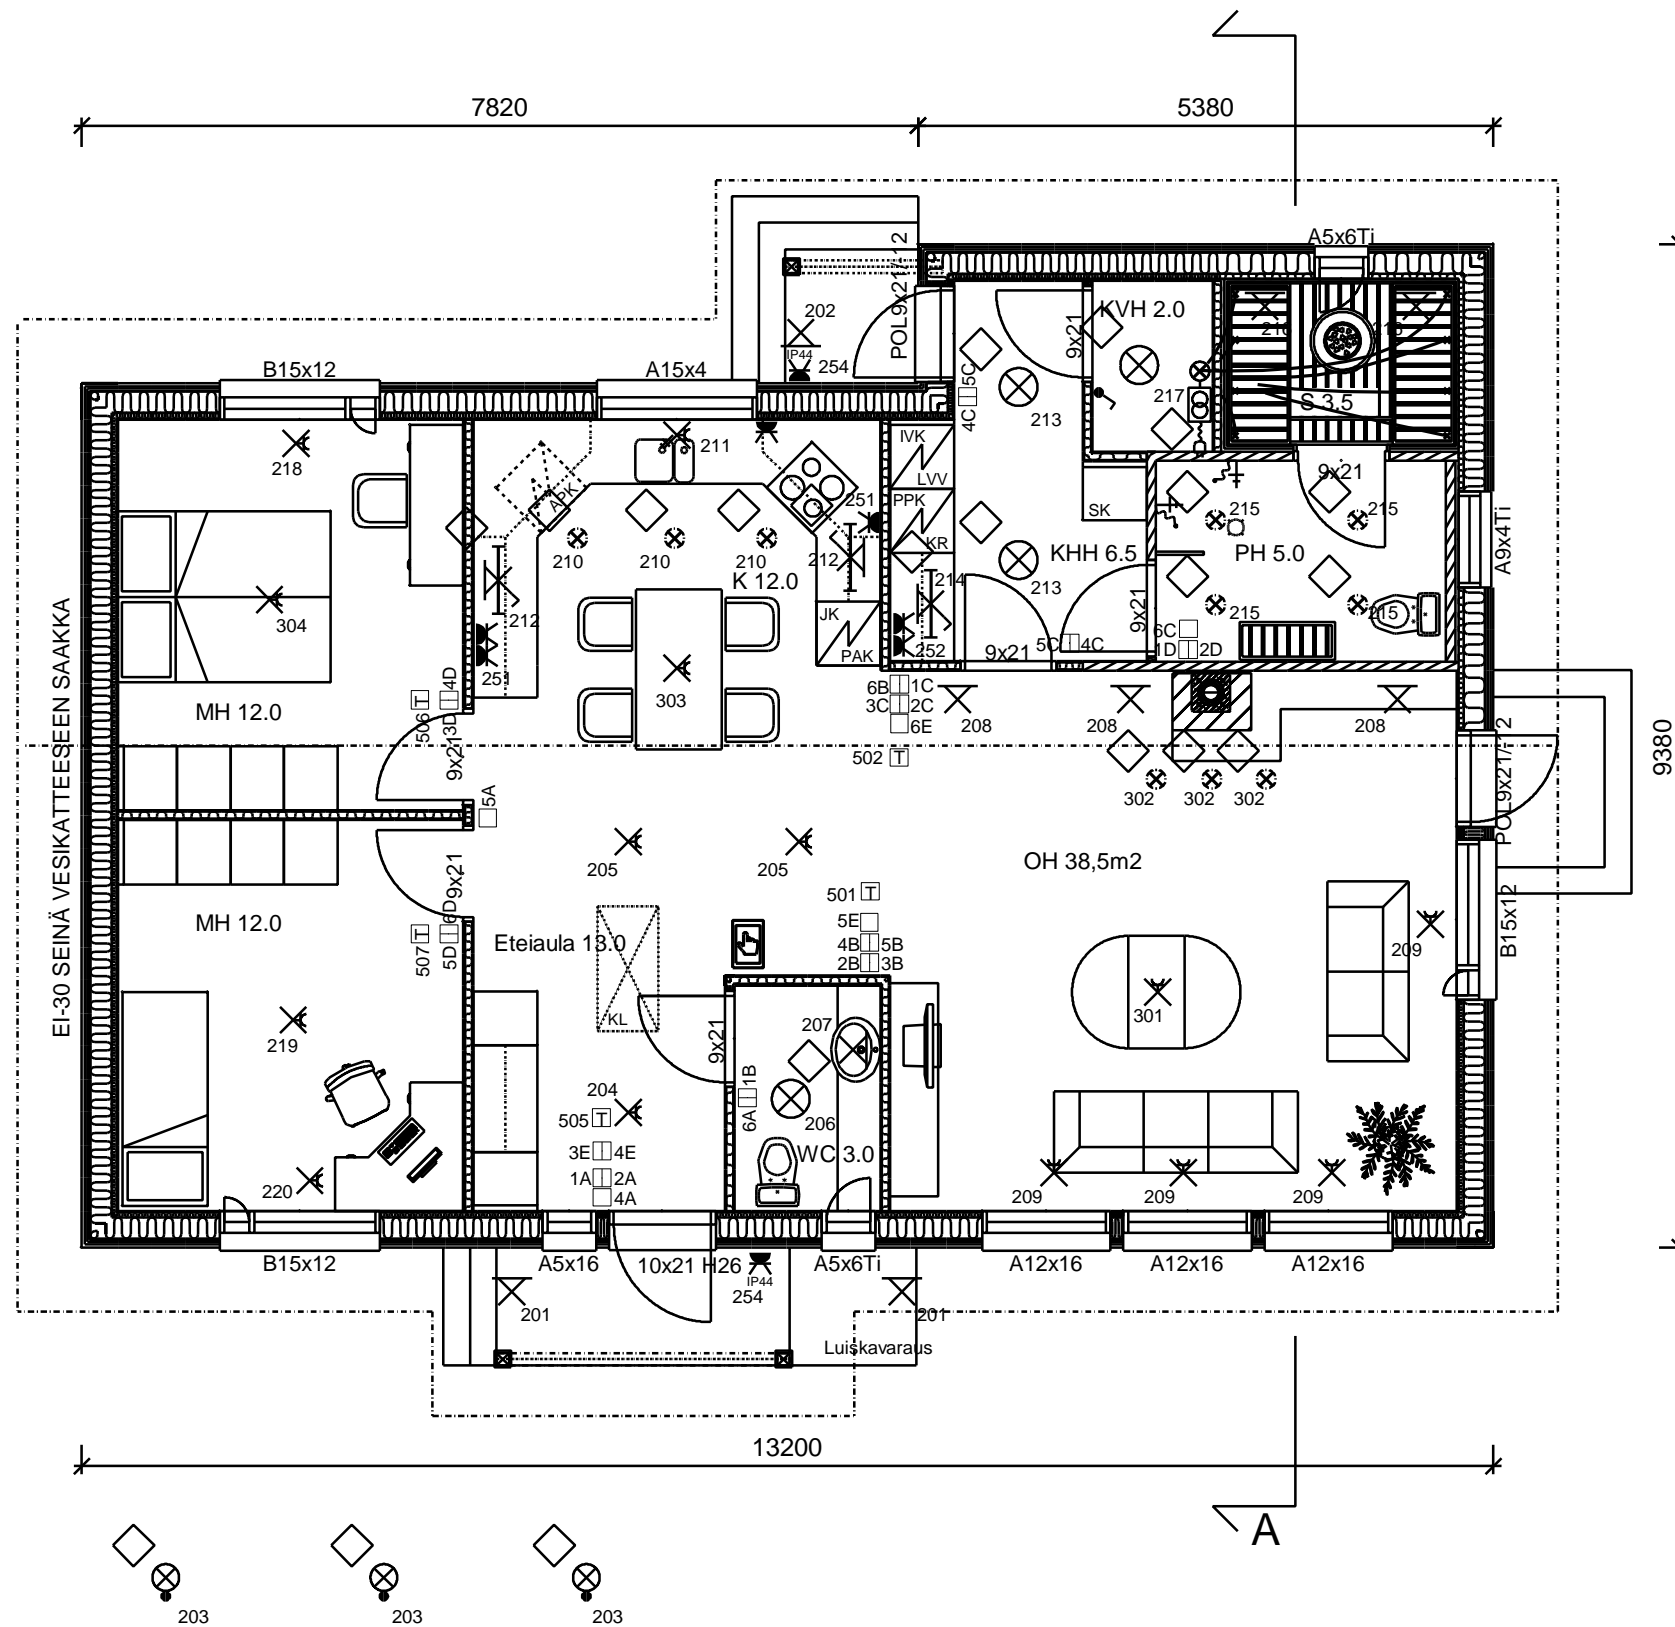 7820
5380
A5x6Ti
POL9x21/-12
202
IP44
254
KVH 2.0
9x21
217
216
216
S 3.5
B15x12
A15x4
5C
4C
213
IVK
LVV
PPK
KR
SK
218
211
APK
251
210
210
210
212
K 12.0
214
213
KHH 6.5
9x21
215
215
PH 5.0
A9x4Ti
304
212
JK
PAK
252
9x21
5C
4C
9x21
6C
1D
2D
215
215
251
303
MH 12.0
506
T
4D
3D
9x21
6B
1C
3C
2C
6E
208
208
208
502
T
9380
POL9x21/-12
302
302
302
5A
EI-30 SEINÄ VESIKATTEESEEN SAAKKA
205
205
OH 38,5m2
501
T
9x21
6D
5D
507
T
MH 12.0
Eteiaula 13.0
5E
4B
5B
2B
3B
209
B15x12
KL
9x21
207
301
219
204
505
T
1B
6A
206
3E
4E
WC 3.0
1A
2A
4A
220
209
209
209
B15x12
A5x16
10x21 H26
IP44
254
A5x6Ti
A12x16
A12x16
A12x16
201
201
Luiskavaraus
13200
A
203
203
203